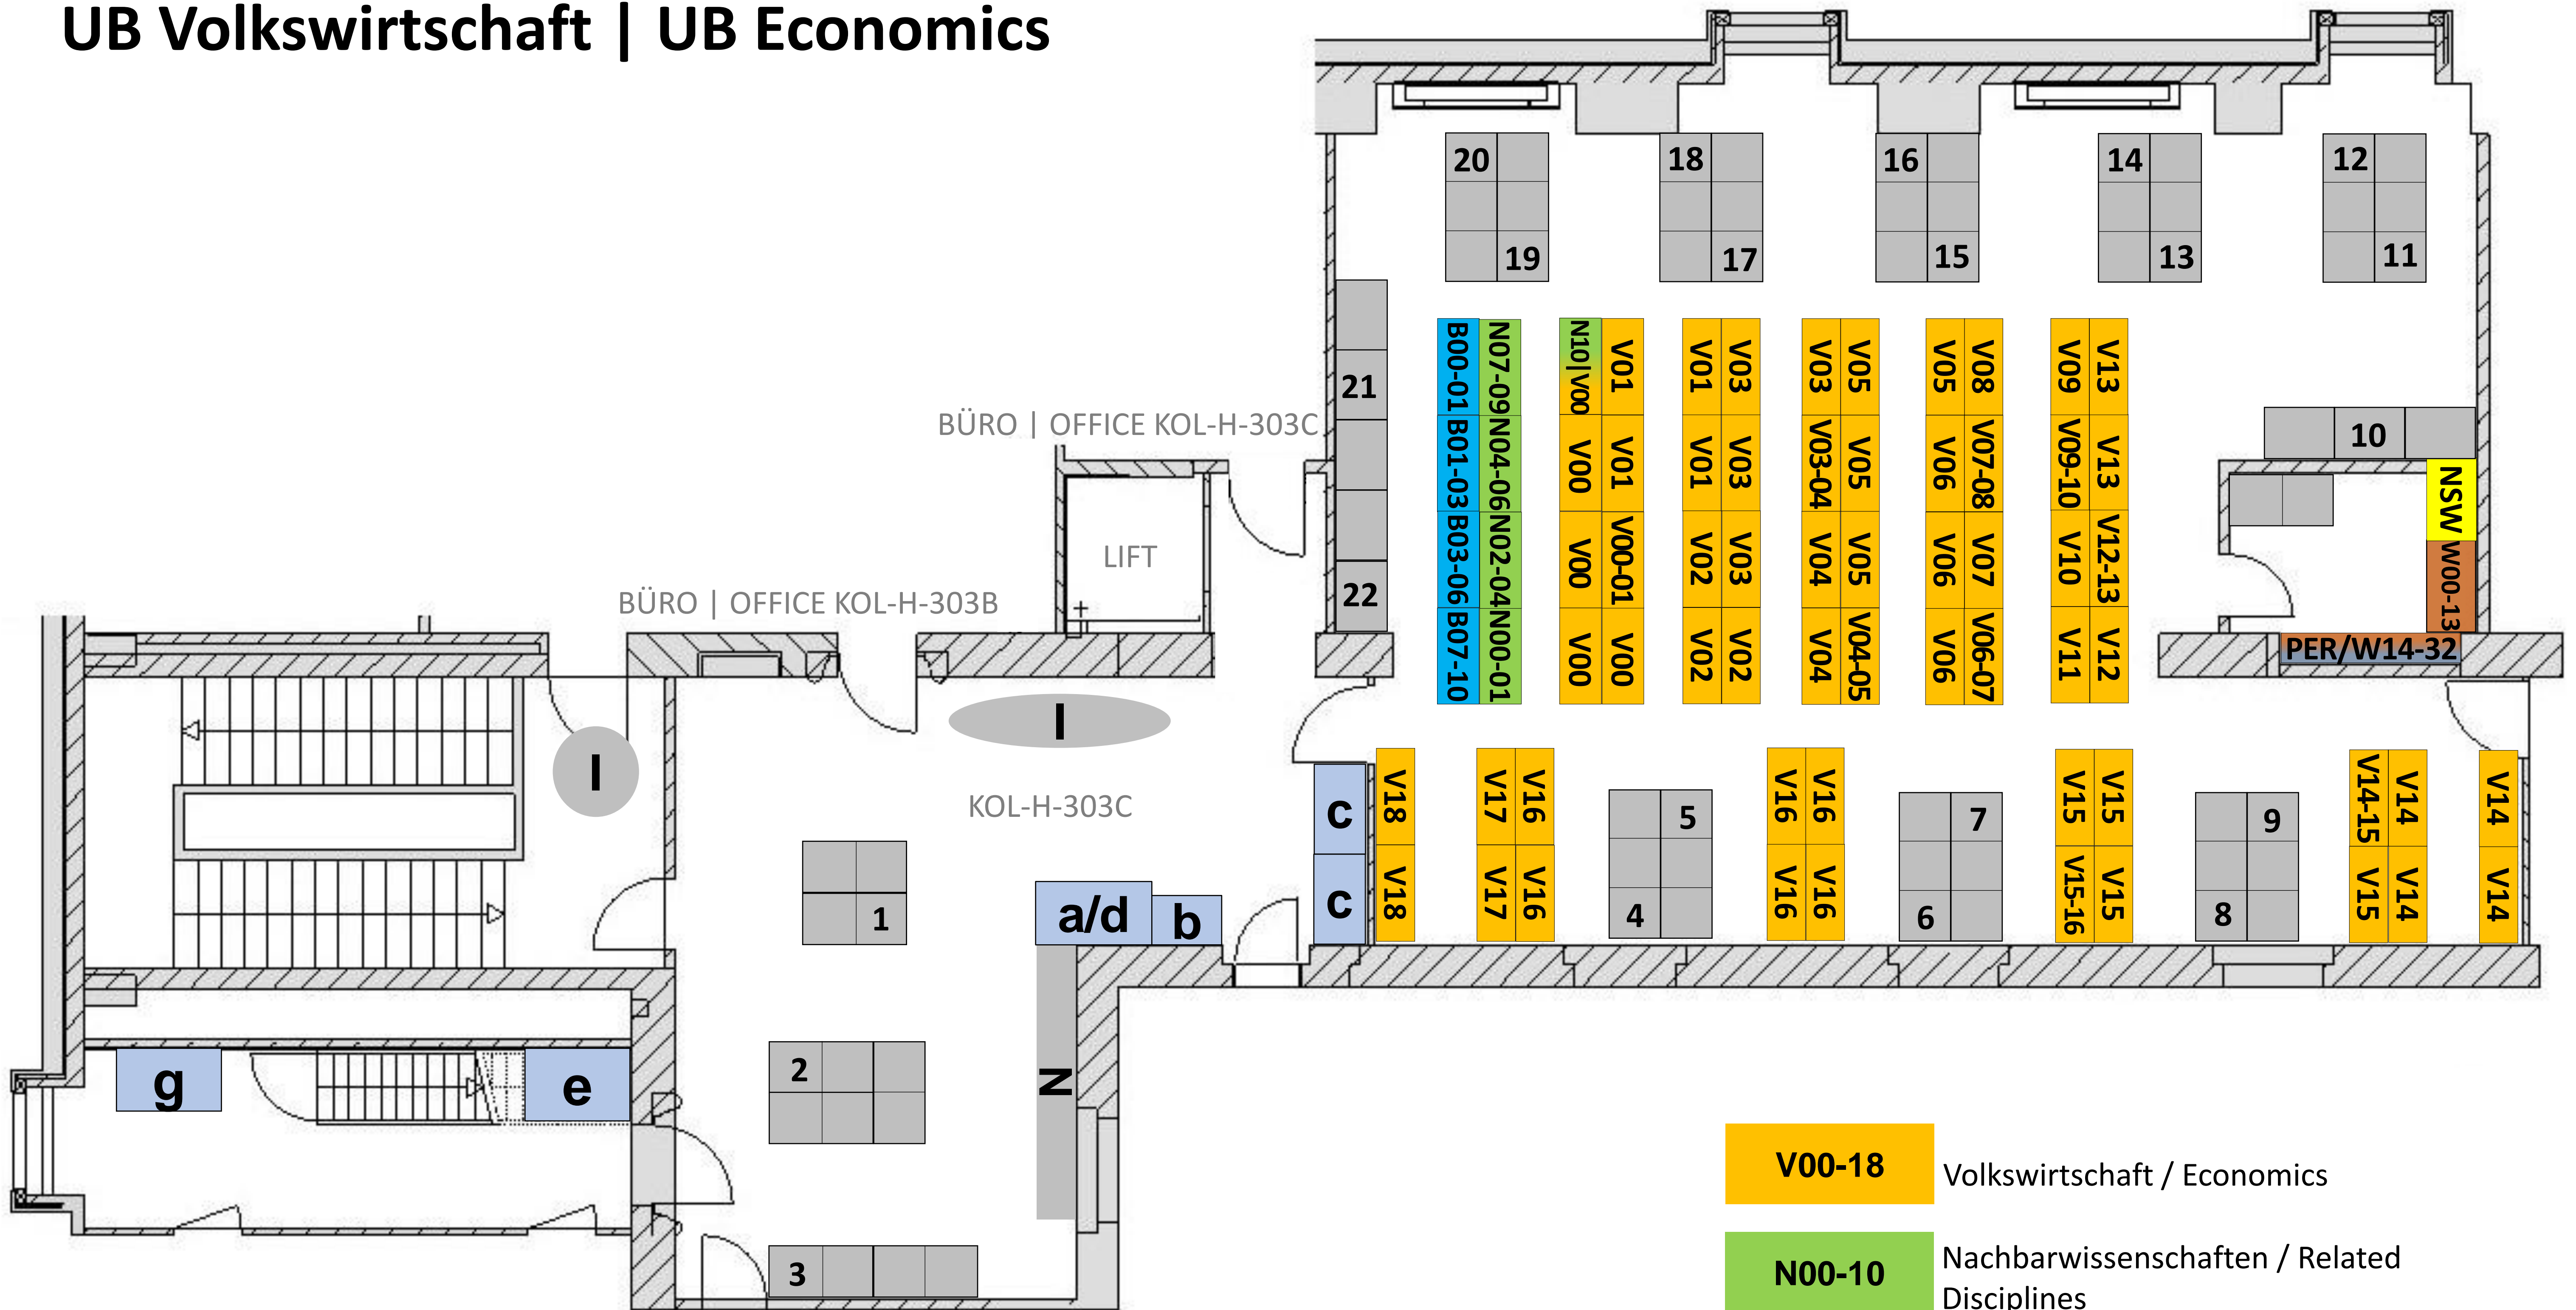 UB Volkswirtschaft | UB Economics
20
18
16
14
12
19
17
15
13
11
21
22
10
B00-01 B01-03 B03-06 B07-10
N07-09 N04-06 N02-04 N00-01
N10|V00 V00 V00 V00
V01 V01 V00-01 V00
V01 V01 V02 V02
V03 V03 V03 V02
V03 V03-04 V04 V04
V05 V05 V05 V04-05
V05 V06 V06 V06
V08 V07-08 V07 V06-07
V09 V09-10 V10 V11
V13 V13 V12-13 V12
NSW
W00-13
PER/W14-32
BÜRO | OFFICE KOL-H-303C
LIFT
BÜRO | OFFICE KOL-H-303B
I
I
KOL-H-303C
c
c
V18 V18
V17 V17
V16 V16
5
4
V16 V16
V16 V16
7
6
V15 V15-16
V15 V15
9
8
V14-15 V15
V14 V14
V14 V14
1
a/d
b
N
2
3
g
e
V00-18
Volkswirtschaft / Economics
N00-10
Nachbarwissenschaften / Related
Disciplines